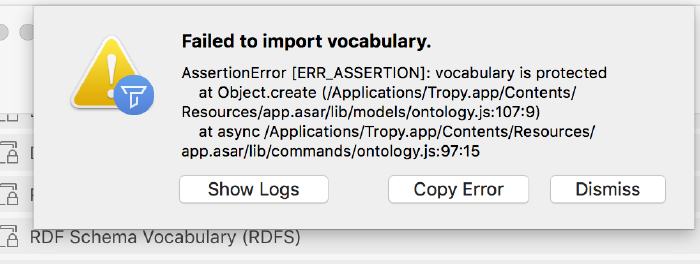 Failed to import vocabulary.
AssertionError [ERR_ASSERTION]: vocabulary is protected
at Object.create (/Applications/Tropy.app/Contents/
Resources/app.asar/lib/models/ontology.js:107:9)
at async /Applications/Tropy.app/Contents/Resources/
app.asar/lib/commands/ontology.js:97:15
Show Logs
Copy Error
Dismiss
RDF Schema Vocabulary (RDFS)